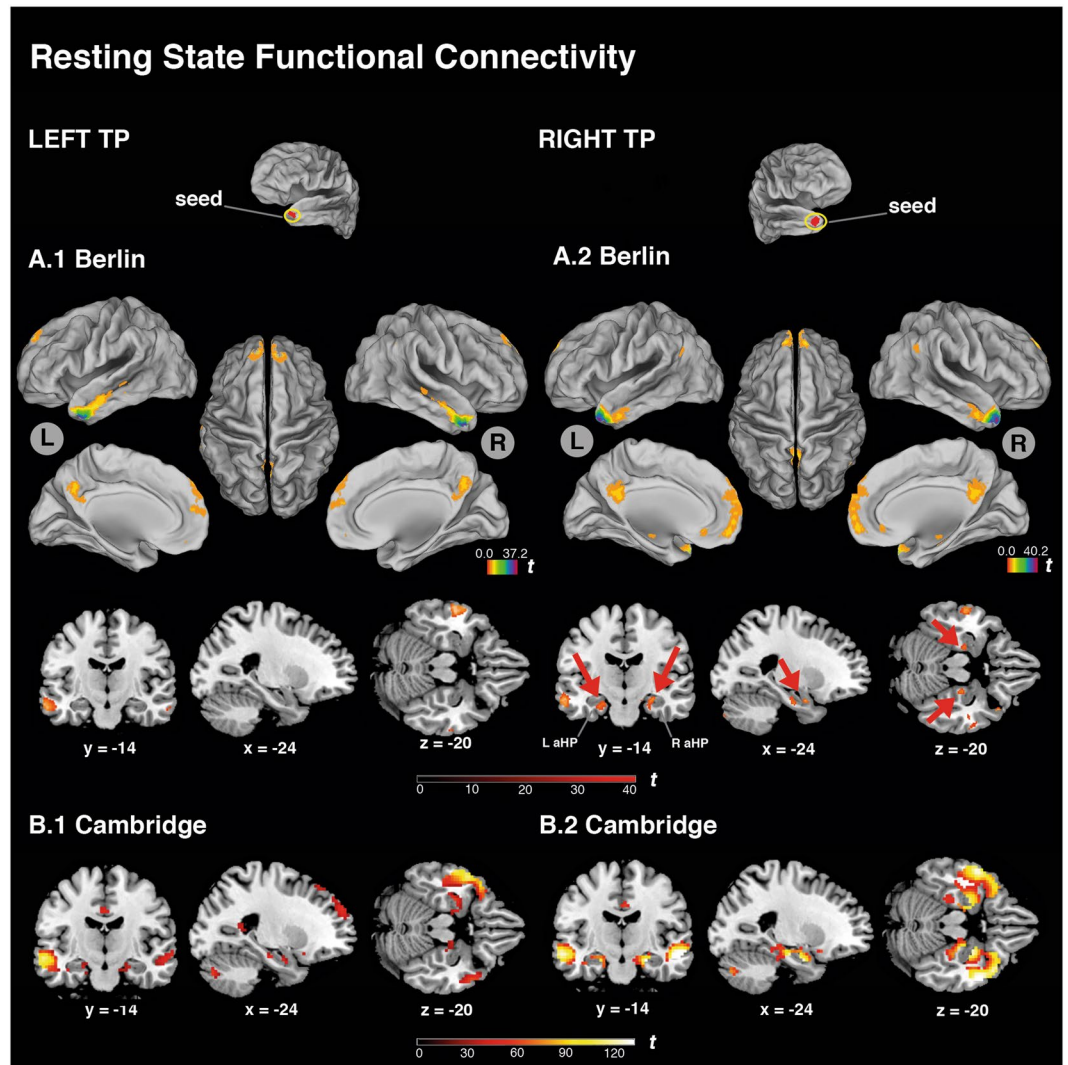 Resting State Functional Connectivity
LEFT TP
RIGHT TP
seed
seed
A.1 Berlin
A.2 Berlin
L
R
L
R
0.0 37.2
t
0.0 40.2
t
y = -14
x = -24
z = -20
L aHP
y = -14
R aHP
x = -24
z = -20
0 10 20 30 40
t
B.1 Cambridge
B.2 Cambridge
y = -14
x = -24
z = -20
y = -14
x = -24
z = -20
0 30 60 90 120
t